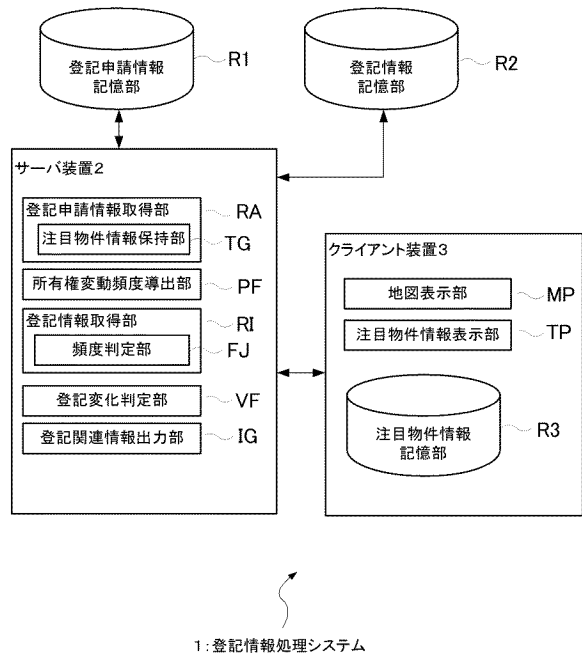 登記申請情報
記憶部
R1
登記情報
記憶部
R2
サーバ装置2
登記申請情報取得部
RA
注目物件情報保持部
TG
所有権変動頻度導出部
PF
登記情報取得部
RI
頻度判定部
FJ
登記変化判定部
VF
登記関連情報出力部
IG
クライアント装置3
地図表示部
MP
注目物件情報表示部
TP
注目物件情報
記憶部
R3
1:登記情報処理システム